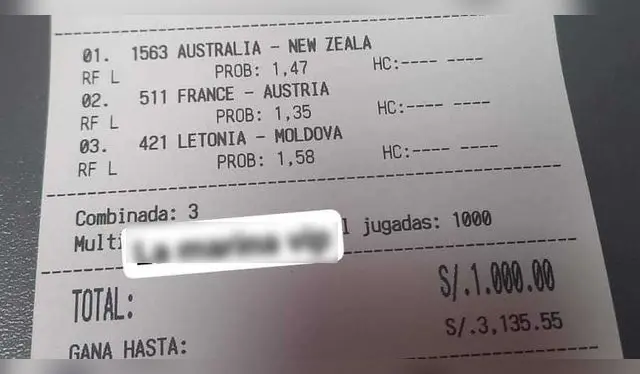 01. 1563 AUSTRALIA - NEW ZEALA
RF L PROB: 1,47 HC:---- ----
02. 511 FRANCE - AUSTRIA
RF L PROB: 1,35 HC:---- ----
03. 421 LETONIA - MOLDOVA
RF L PROB: 1,58 HC:---- ----
Combinada: 3
Multi jugadas: 1000
TOTAL: S/.1.000.00
GANA HASTA: S/.3,135.55